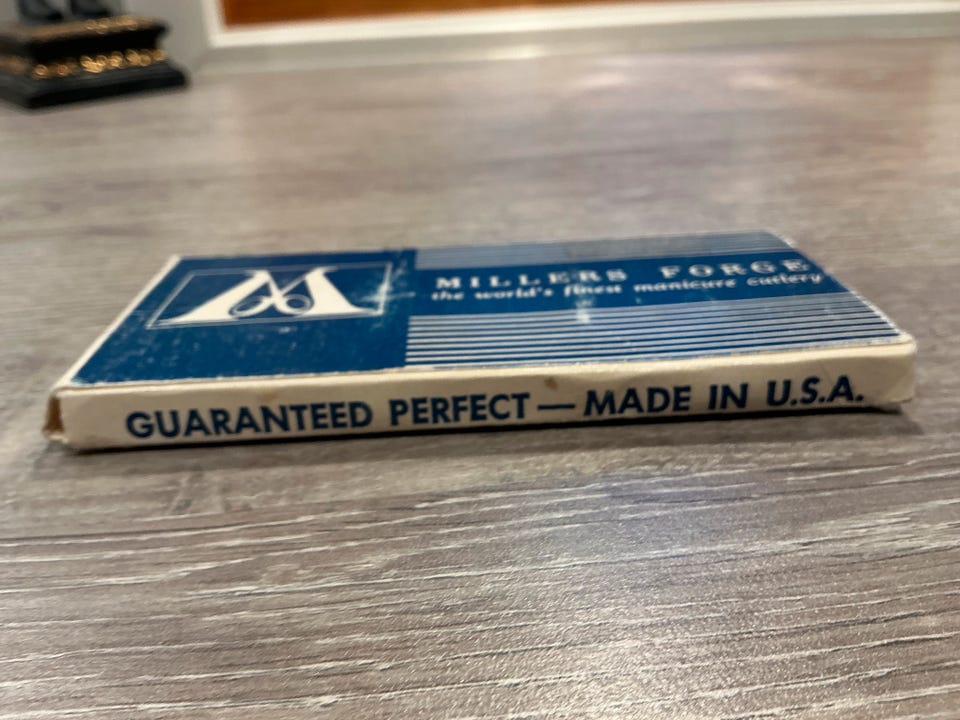 M
MILLERS FORGE
the world's finest manicure cutlery
GUARANTEED PERFECT — MADE IN U.S.A.